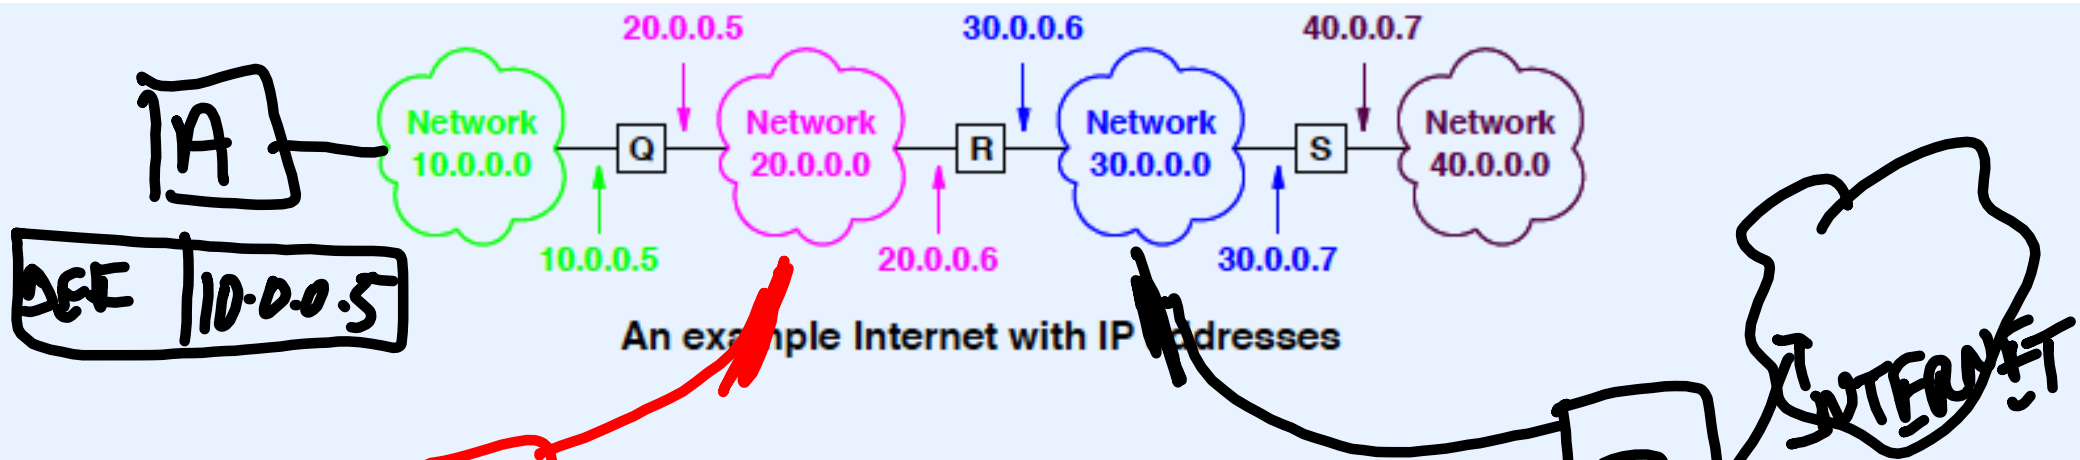 20.0.0.5 30.0.0.6 40.0.0.7
A Network 10.0.0.0 Q Network 20.0.0.0 R Network 30.0.0.0 S Network 40.0.0.0
10.0.0.5 20.0.0.6 30.0.0.7
DEF 10.0.0.5
An example Internet with IP addresses
INTERNET